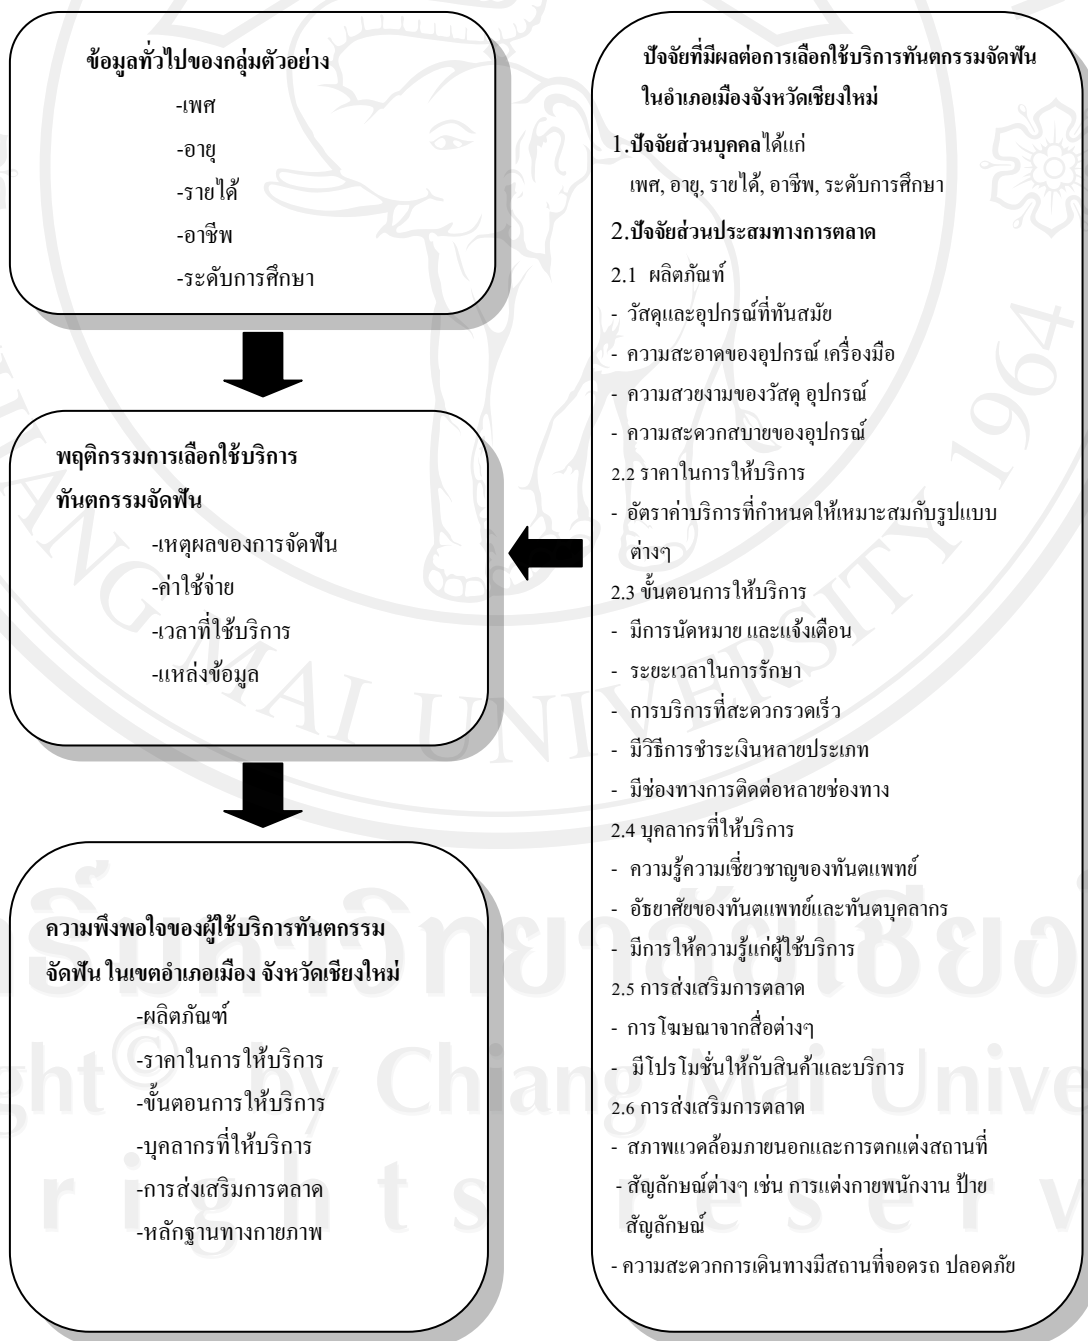 ข้อมูลทั่วไปของกลุ่มตัวอย่าง
-เพศ
-อายุ
-รายได้
-อาชีพ
-ระดับการศึกษา
พฤติกรรมการเลือกใช้บริการ
ทันตกรรมจัดฟัน
-เหตุผลของการจัดฟัน
-ค่าใช้จ่าย
-เวลาที่ใช้บริการ
-แหล่งข้อมูล
ความพึงพอใจของผู้ใช้บริการทันตกรรม
จัดฟัน ในเขตอำเภอเมือง จังหวัดเชียงใหม่
-ผลิตภัณฑ์
-ราคาในการให้บริการ
-ขั้นตอนการให้บริการ
-บุคลากรที่ให้บริการ
-การส่งเสริมการตลาด
-หลักฐานทางกายภาพ
ปัจจัยที่มีผลต่อการเลือกใช้บริการทันตกรรมจัดฟัน
ในอำเภอเมืองจังหวัดเชียงใหม่
1.ปัจจัยส่วนบุคคลได้แก่
เพศ, อายุ, รายได้, อาชีพ, ระดับการศึกษา
2.ปัจจัยส่วนประสมทางการตลาด
2.1 ผลิตภัณท์
- วัสดุและอุปกรณ์ที่ทันสมัย
- ความสะอาดของอุปกรณ์ เครื่องมือ
- ความสวยงามของวัสดุ อุปกรณ์
- ความสะดวกสบายของอุปกรณ์
2.2 ราคาในการให้บริการ
- อัตราค่าบริการที่กำหนดให้เหมาะสมกับรูปแบบ
ต่างๆ
2.3 ขั้นตอนการให้บริการ
- มีการนัดหมาย และแจ้งเตือน
- ระยะเวลาในการรักษา
- การบริการที่สะดวกรวดเร็ว
- มีวิธีการชำระเงินหลายประเภท
- มีช่องทางการติดต่อหลายช่องทาง
2.4 บุคลากรที่ให้บริการ
- ความรู้ความเชี่ยวชาญของทันตแพทย์
- อัธยาศัยของทันตแพทย์และทันตบุคลากร
- มีการให้ความรู้แก่ผู้ใช้บริการ
2.5 การส่งเสริมการตลาด
- การโฆษณาจากสื่อต่างๆ
- มีโปรโมชั่นให้กับสินค้าและบริการ
2.6 การส่งเสริมการตลาด
- สภาพแวดล้อมภายนอกและการตกแต่งสถานที่
- สัญลักษณ์ต่างๆ เช่น การแต่งกายพนักงาน ป้าย
สัญลักษณ์
- ความสะดวกการเดินทางมีสถานที่จอดรถ ปลอดภัย